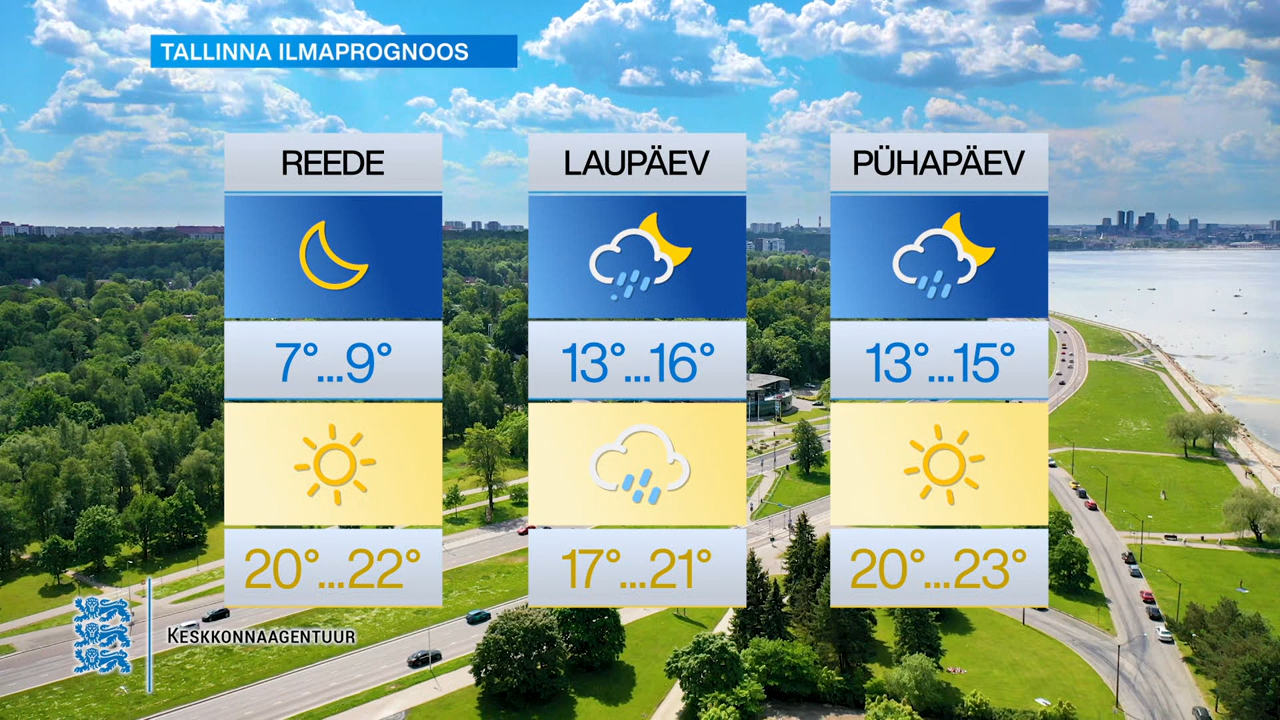 TALLINNA ILMAPROGNOOS
REEDE
7°...9°
20°...22°
LAUPÄEV
13°...16°
17°...21°
PÜHAPÄEV
13°...15°
20°...23°
KESKKONNAAGENTUUR